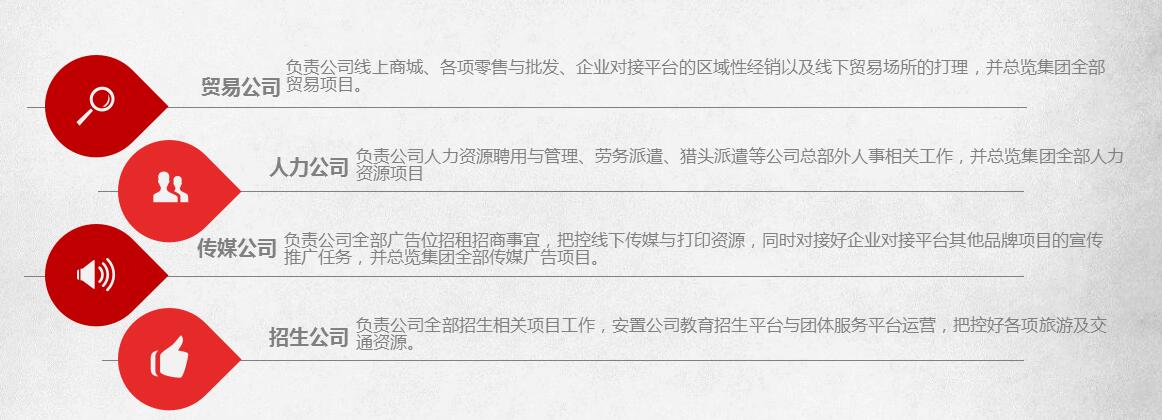 贸易公司
负责公司线上商城、各项零售与批发、企业对接平台的区域性经销以及线下贸易场所的打理，并总览集团全部
贸易项目。
人力公司
负责公司人力资源聘用与管理、劳务派遣、猎头派遣等公司总部外人事相关工作，并总览集团全部人力
资源项目
传媒公司
负责公司全部广告位招租招商事宜，把控线下传媒与打印资源，同时对接好企业对接平台其他品牌项目的宣传
推广任务，并总览集团全部传媒广告项目。
招生公司
负责公司全部招生相关项目工作，安置公司教育招生平台与团体服务平台运营，把控好各项旅游及交
通资源。